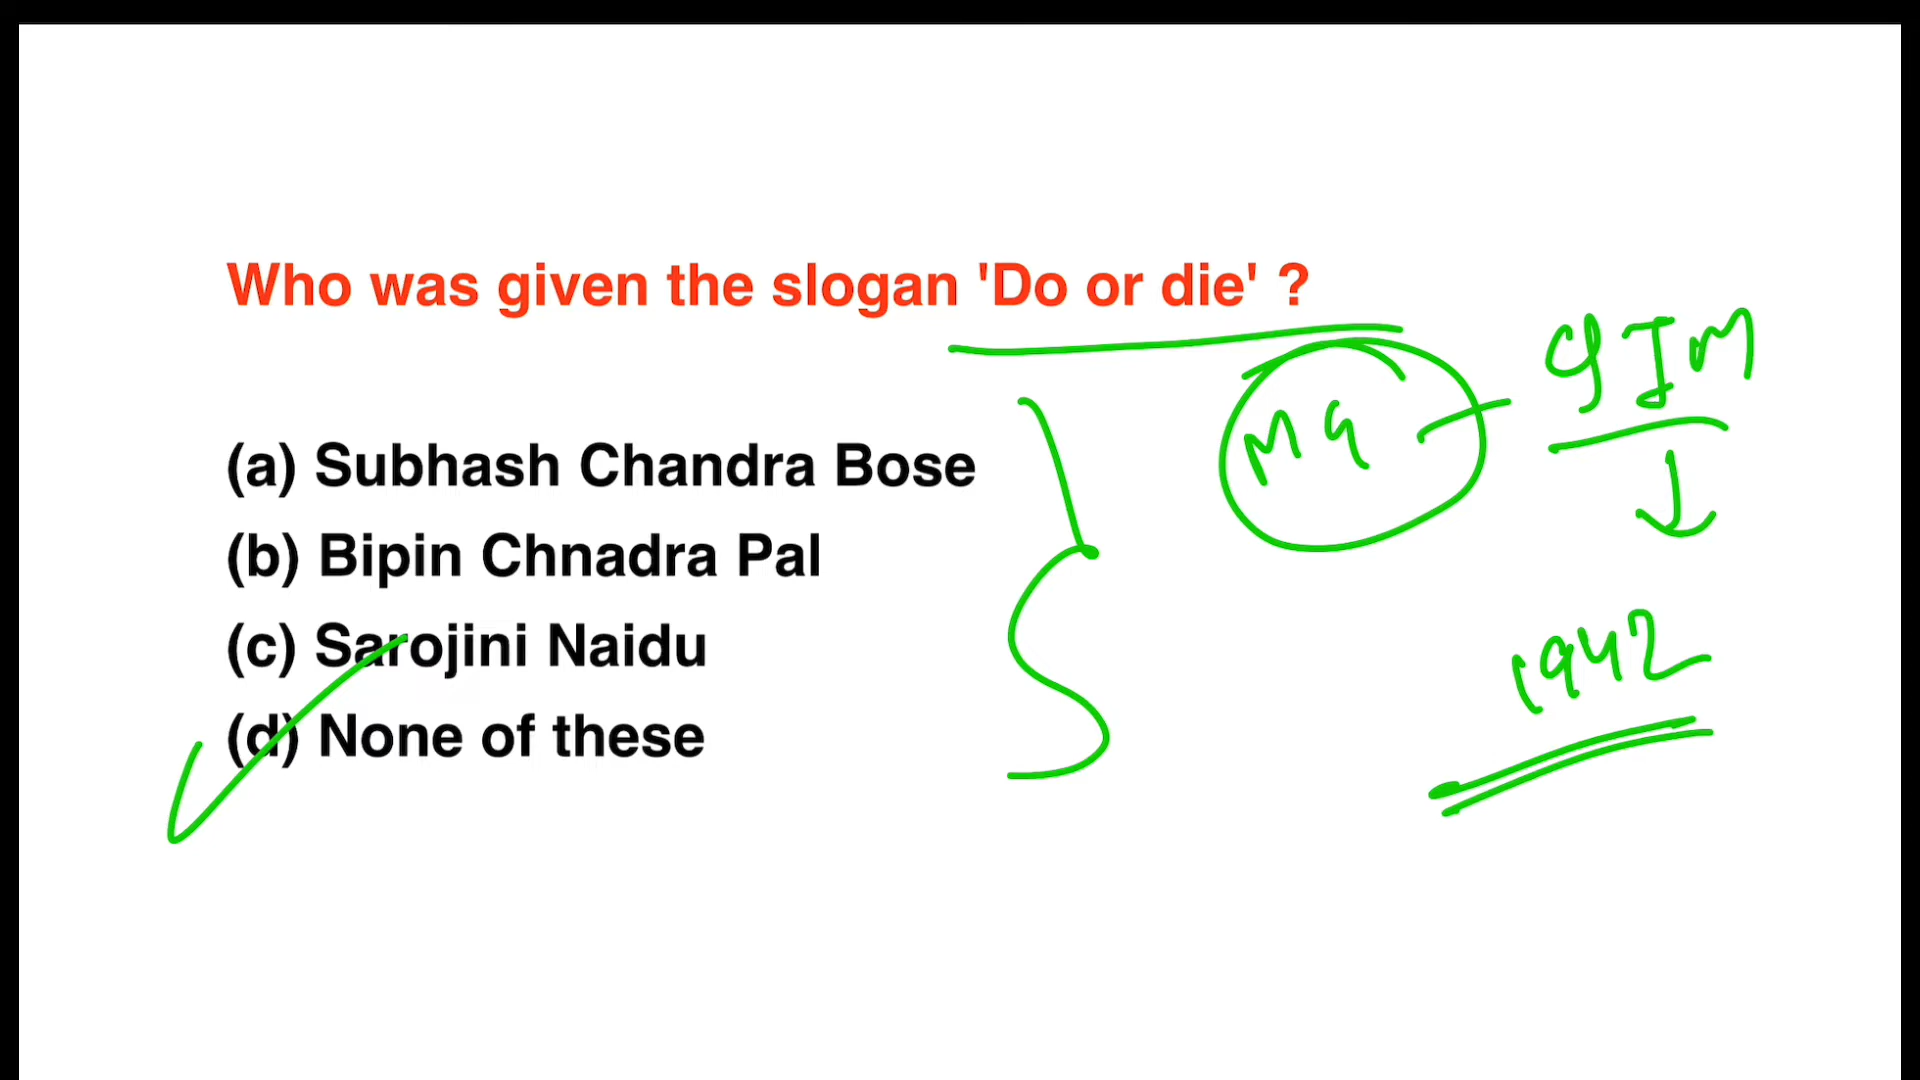 Who was given the slogan 'Do or die' ?
(a) Subhash Chandra Bose
(b) Bipin Chnadra Pal
(c) Sarojini Naidu
(d) None of these
MG
QIM
1942